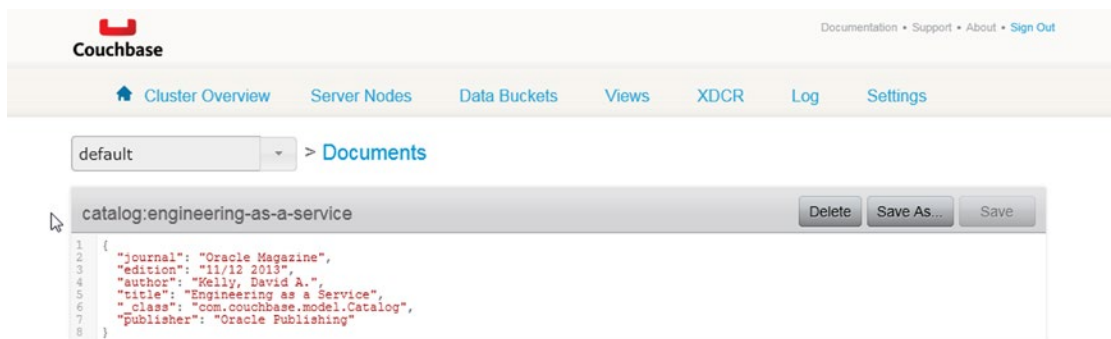 Couchbase
Documentation • Support • About • Sign Out
Cluster Overview Server Nodes Data Buckets Views XDCR Log Settings
default > Documents
catalog:engineering-as-a-service Delete Save As... Save
1 {
2 "journal": "Oracle Magazine",
3 "edition": "11/12 2013",
4 "author": "Kelly, David A.",
5 "title": "Engineering as a Service",
6 "_class": "com.couchbase.model.Catalog",
7 "publisher": "Oracle Publishing"
8 }